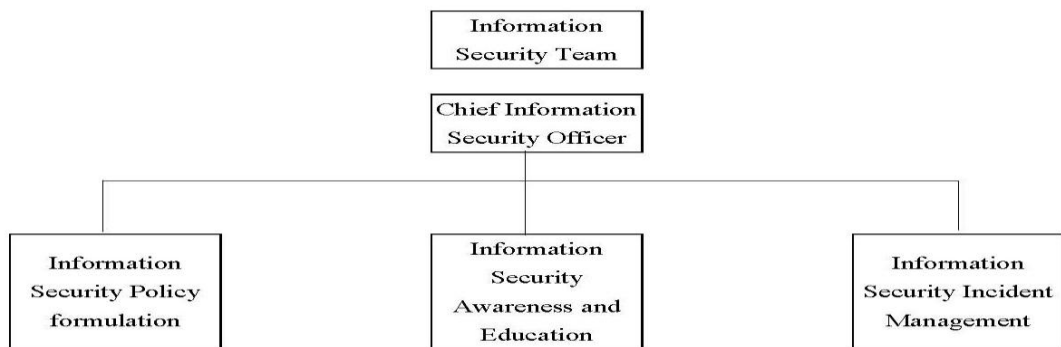 Information
Security Team
Chief Information
Security Officer
Information
Security Policy
formulation
Information
Security
Awareness and
Education
Information
Security Incident
Management